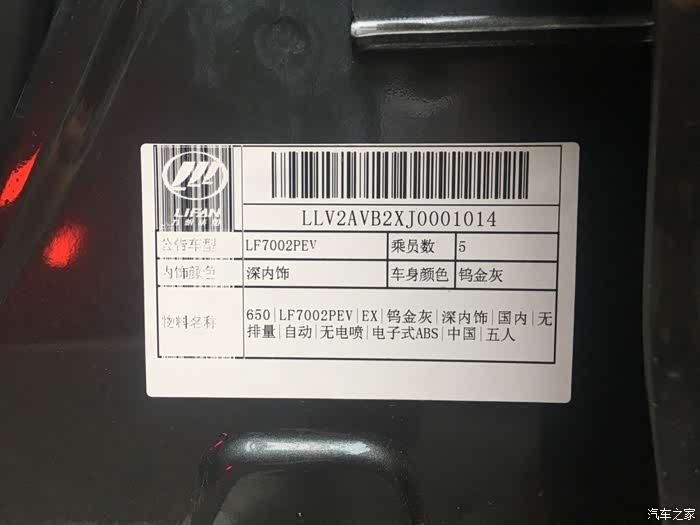 LIFAN
LLV2AVB2XJ0001014
公告车型 LF7002PEV 乘员数 5
内饰颜色 深内饰 车身颜色 钨金灰
物料名称 650|LF7002PEV|EX|钨金灰|深内饰|国内|无
排量|自动|无电喷|电子式ABS|中国|五人
汽车之家